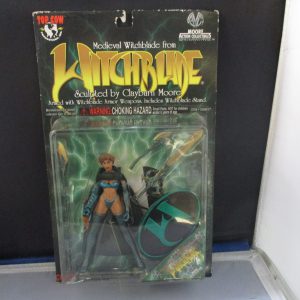 TOP COW
MOORE
ACTION COLLECTIBLES
Medieval Witchblade from
WITCHBLADE
Sculpted by Clayburn Moore
Armed with Witchblade Armor Weapons, Includes Witchblade Stand.
WARNING: CHOKING HAZARD